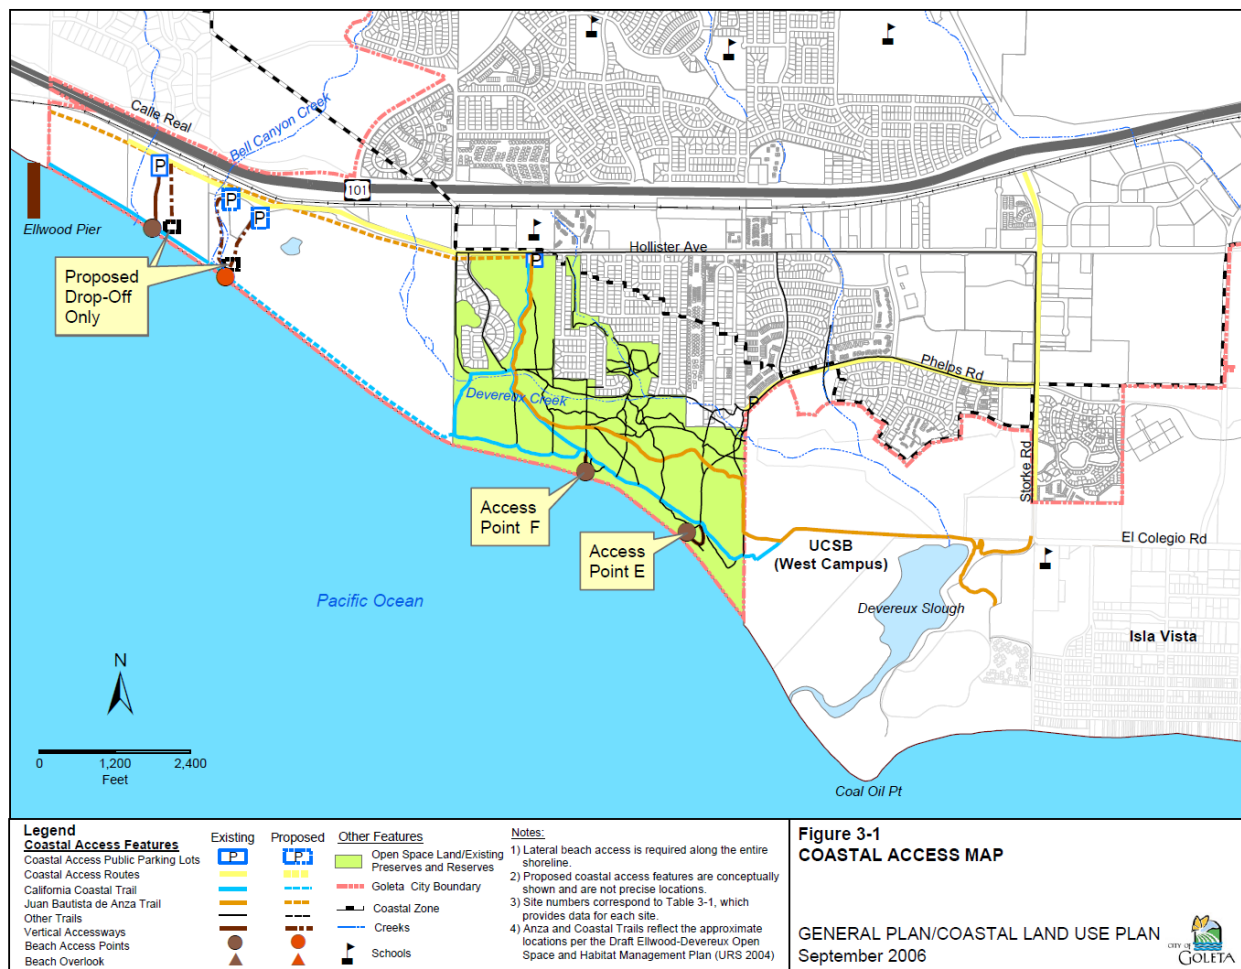 Calle Real
Bell Canyon Creek
P
P
P
101
Ellwood Pier
Hollister Ave
P
Proposed
Drop-Off
Only
Phelps Rd
Devereux Creek
P
Storke Rd
Access
Point F
Access
Point E
UCSB
(West Campus)
El Colegio Rd
Pacific Ocean
Devereux Slough
Isla Vista
N
0 1,200 2,400
Feet
Coal Oil Pt
Legend
Coastal Access Features
Existing
Proposed
Coastal Access Public Parking Lots
P
P
Coastal Access Routes
California Coastal Trail
Juan Bautista de Anza Trail
Other Trails
Vertical Accessways
Beach Access Points
Beach Overlook
Other Features
Open Space Land/Existing
Preserves and Reserves
Goleta City Boundary
Coastal Zone
Creeks
Schools
Notes:
1) Lateral beach access is required along the entire
shoreline.
2) Proposed coastal access features are conceptually
shown and are not precise locations.
3) Site numbers correspond to Table 3-1, which
provides data for each site.
4) Anza and Coastal Trails reflect the approximate
locations per the Draft Ellwood-Devereux Open
Space and Habitat Management Plan (URS 2004)
Figure 3-1
COASTAL ACCESS MAP
GENERAL PLAN/COASTAL LAND USE PLAN
September 2006
CITY OF
GOLETA